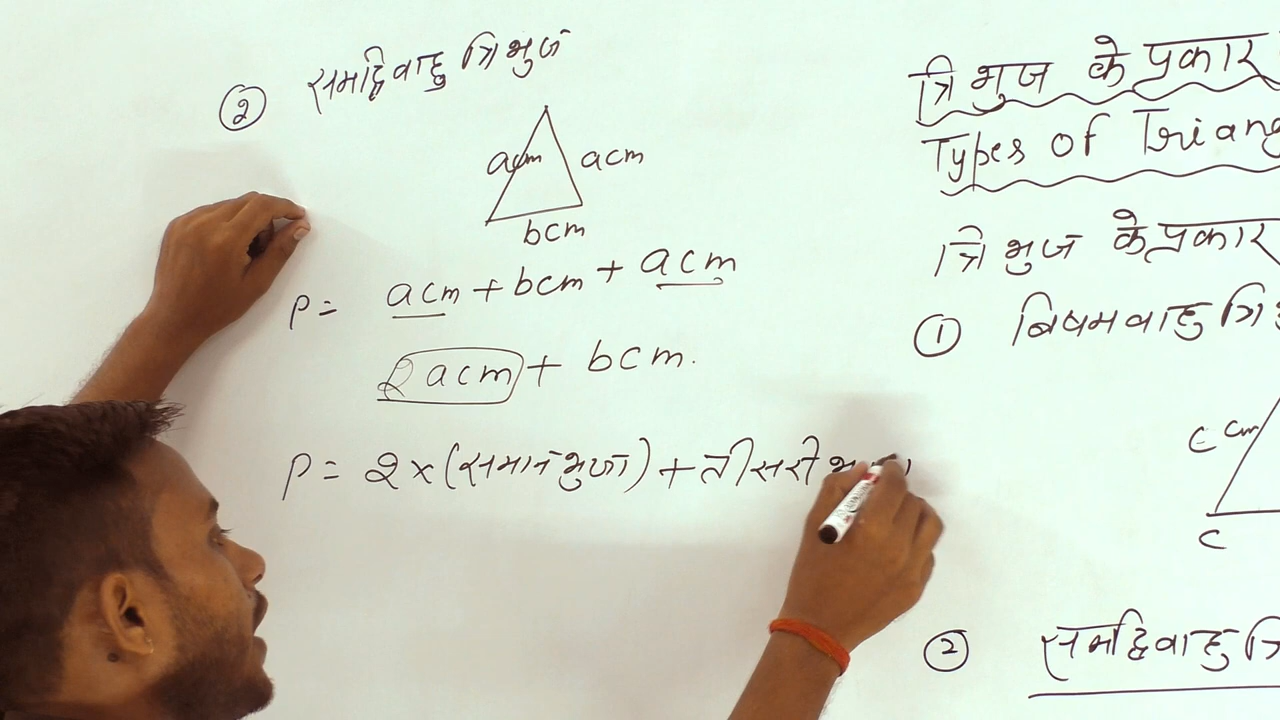 ② समद्विवाहु त्रिभुज
acm
acm
bcm
P = acm + bcm + acm
2acm + bcm.
P = 2 × (समान भुजा) + तीसरी
त्रिभुज के प्रकार
Types of Triang
त्रिभुज के प्रकार
① बिषमवाहु त्रि
c cm
C
② समद्विवाहु त्रि